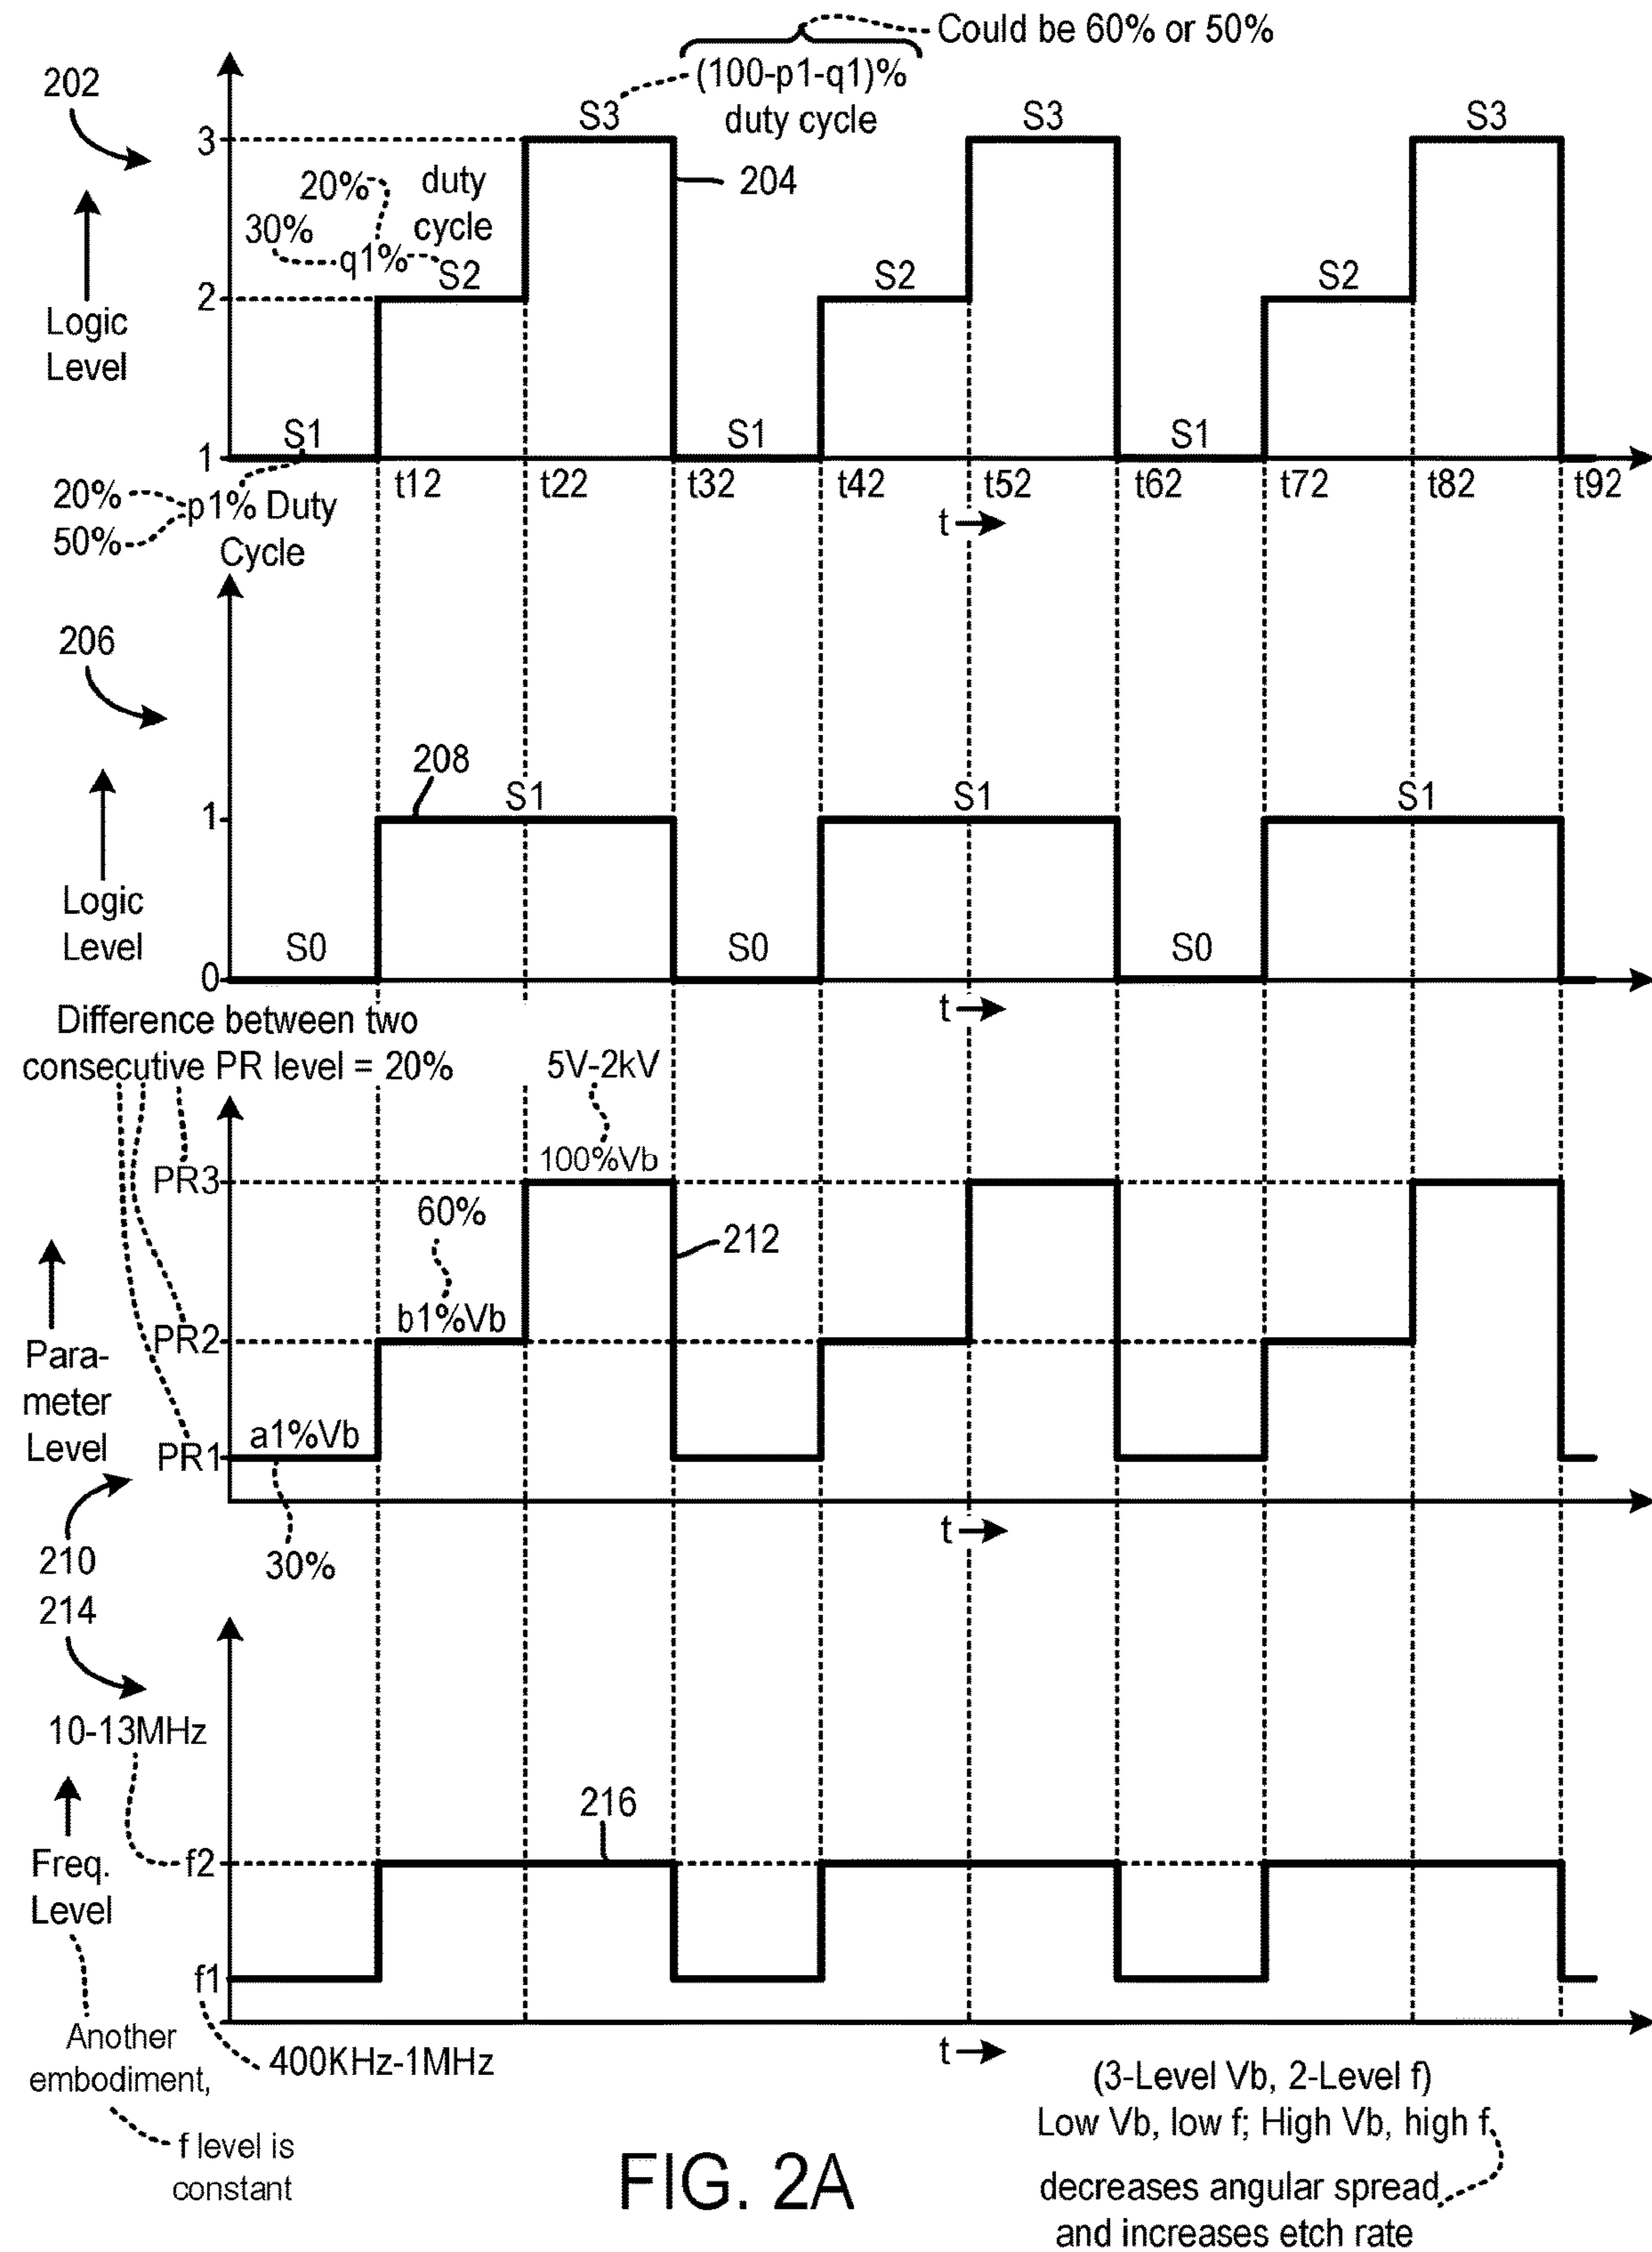 Could be 60% or 50%
202
(100-p1-q1)%
duty cycle
S3
S3
S3
3
204
20%
duty
cycle
30%
q1%
S2
S2
S2
2
Logic
Level
S1
S1
S1
1
t12
t22
t32
t42
t52
t62
t72
t82
t92
20%
p1% Duty
Cycle
50%
t
206
208
S1
S1
S1
1
Logic
Level
S0
S0
S0
0
t
Difference between two
consecutive PR level = 20%
5V-2kV
100%Vb
PR3
60%
212
b1%Vb
PR2
Para-
meter
Level
a1%Vb
PR1
t
210
30%
214
10-13MHz
216
f2
Freq.
Level
f1
Another
embodiment,
400KHz-1MHz
t
f level is
constant
(3-Level Vb, 2-Level f)
Low Vb, low f; High Vb, high f
decreases angular spread
and increases etch rate
FIG. 2A